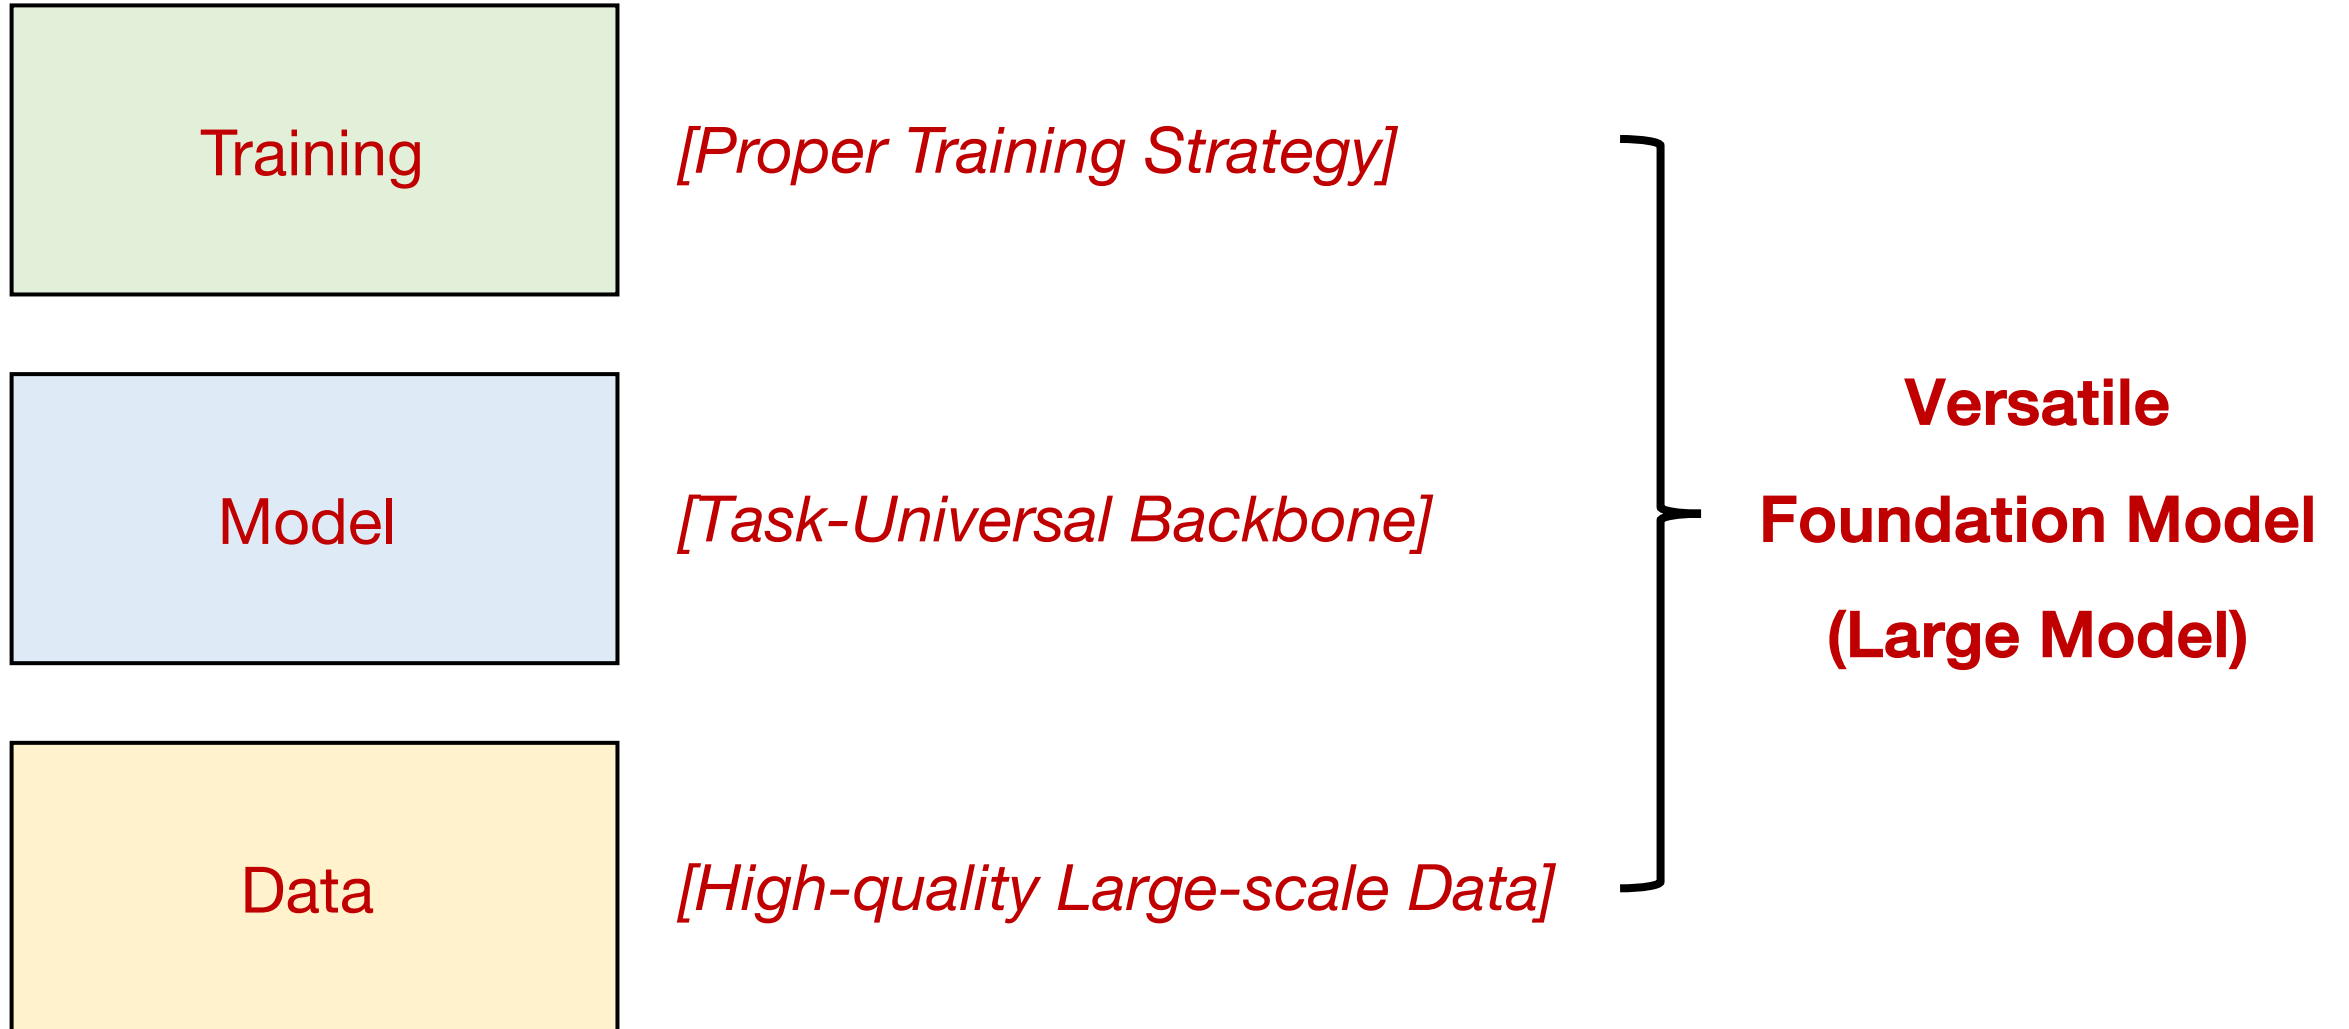 Training
[Proper Training Strategy]
Model
[Task-Universal Backbone]
Data
[High-quality Large-scale Data]
Versatile
Foundation Model
(Large Model)